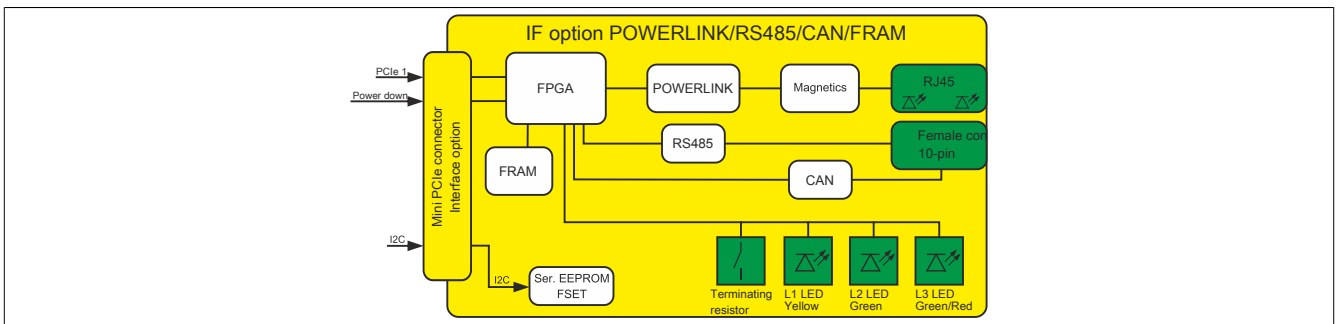 IF option POWERLINK/RS485/CAN/FRAM
PCIe 1
Power down
Mini PCIe connector
Interface option
FPGA
POWERLINK
Magnetics
RJ45
RS485
Female con
10-pin
FRAM
CAN
I2C
I2C
Ser. EEPROM
FSET
Terminating
resistor
L1 LED
Yellow
L2 LED
Green
L3 LED
Green/Red